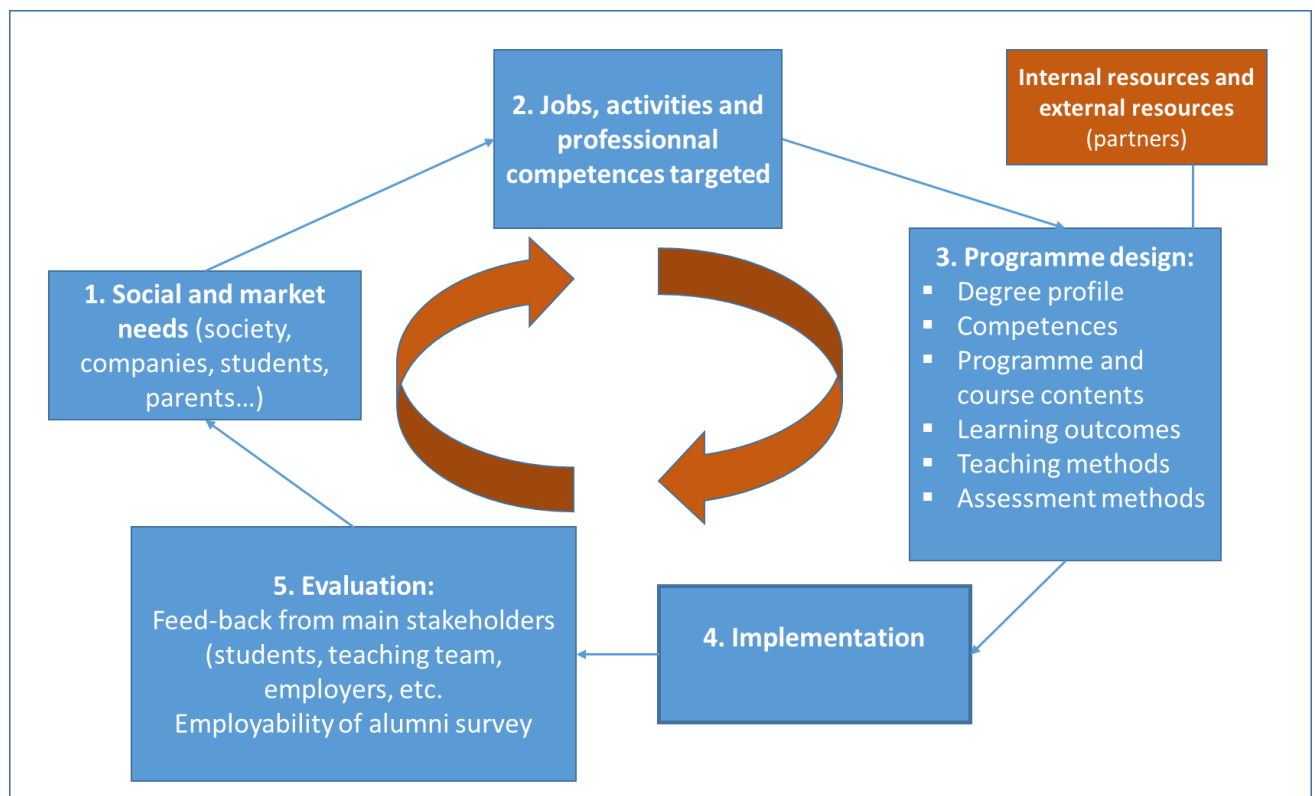 1. Social and market
needs (society,
companies, students,
parents...)
2. Jobs, activities and
professionnal
competences targeted
Internal resources and
external resources
(partners)
3. Programme design:
▪ Degree profile
▪ Competences
▪ Programme and
course contents
▪ Learning outcomes
▪ Teaching methods
▪ Assessment methods
4. Implementation
5. Evaluation:
Feed-back from main stakeholders
(students, teaching team,
employers, etc.
Employability of alumni survey